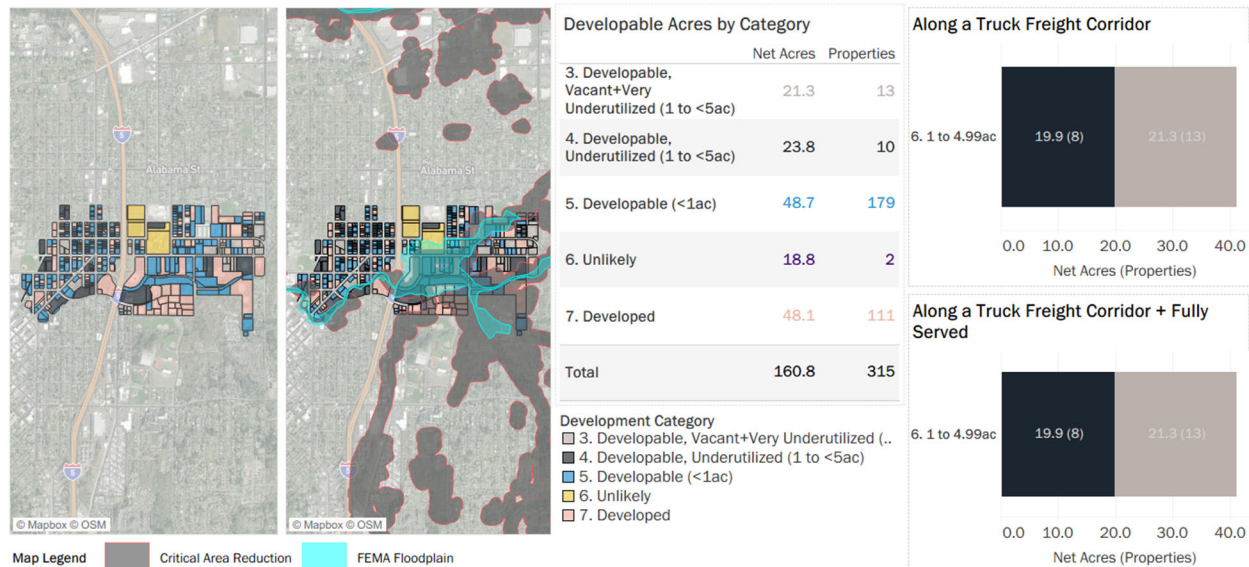 Alabama St
5
5
© Mapbox © OSM
Alabama St
5
5
© Mapbox © OSM
Map Legend
Critical Area Reduction
FEMA Floodplain
Developable Acres by Category
Net Acres Properties
3. Developable,
Vacant+Very
Underutilized (1 to <5ac)
21.3 13
4. Developable,
Underutilized (1 to <5ac)
23.8 10
5. Developable (<1ac) 48.7 179
6. Unlikely 18.8 2
7. Developed 48.1 111
Total 160.8 315
Development Category
3. Developable, Vacant+Very Underutilized (..
4. Developable, Underutilized (1 to <5ac)
5. Developable (<1ac)
6. Unlikely
7. Developed
Along a Truck Freight Corridor
6. 1 to 4.99ac
19.9 (8) 21.3 (13)
0.0 10.0 20.0 30.0 40.0
Net Acres (Properties)
Along a Truck Freight Corridor + Fully
Served
6. 1 to 4.99ac
19.9 (8) 21.3 (13)
0.0 10.0 20.0 30.0 40.0
Net Acres (Properties)